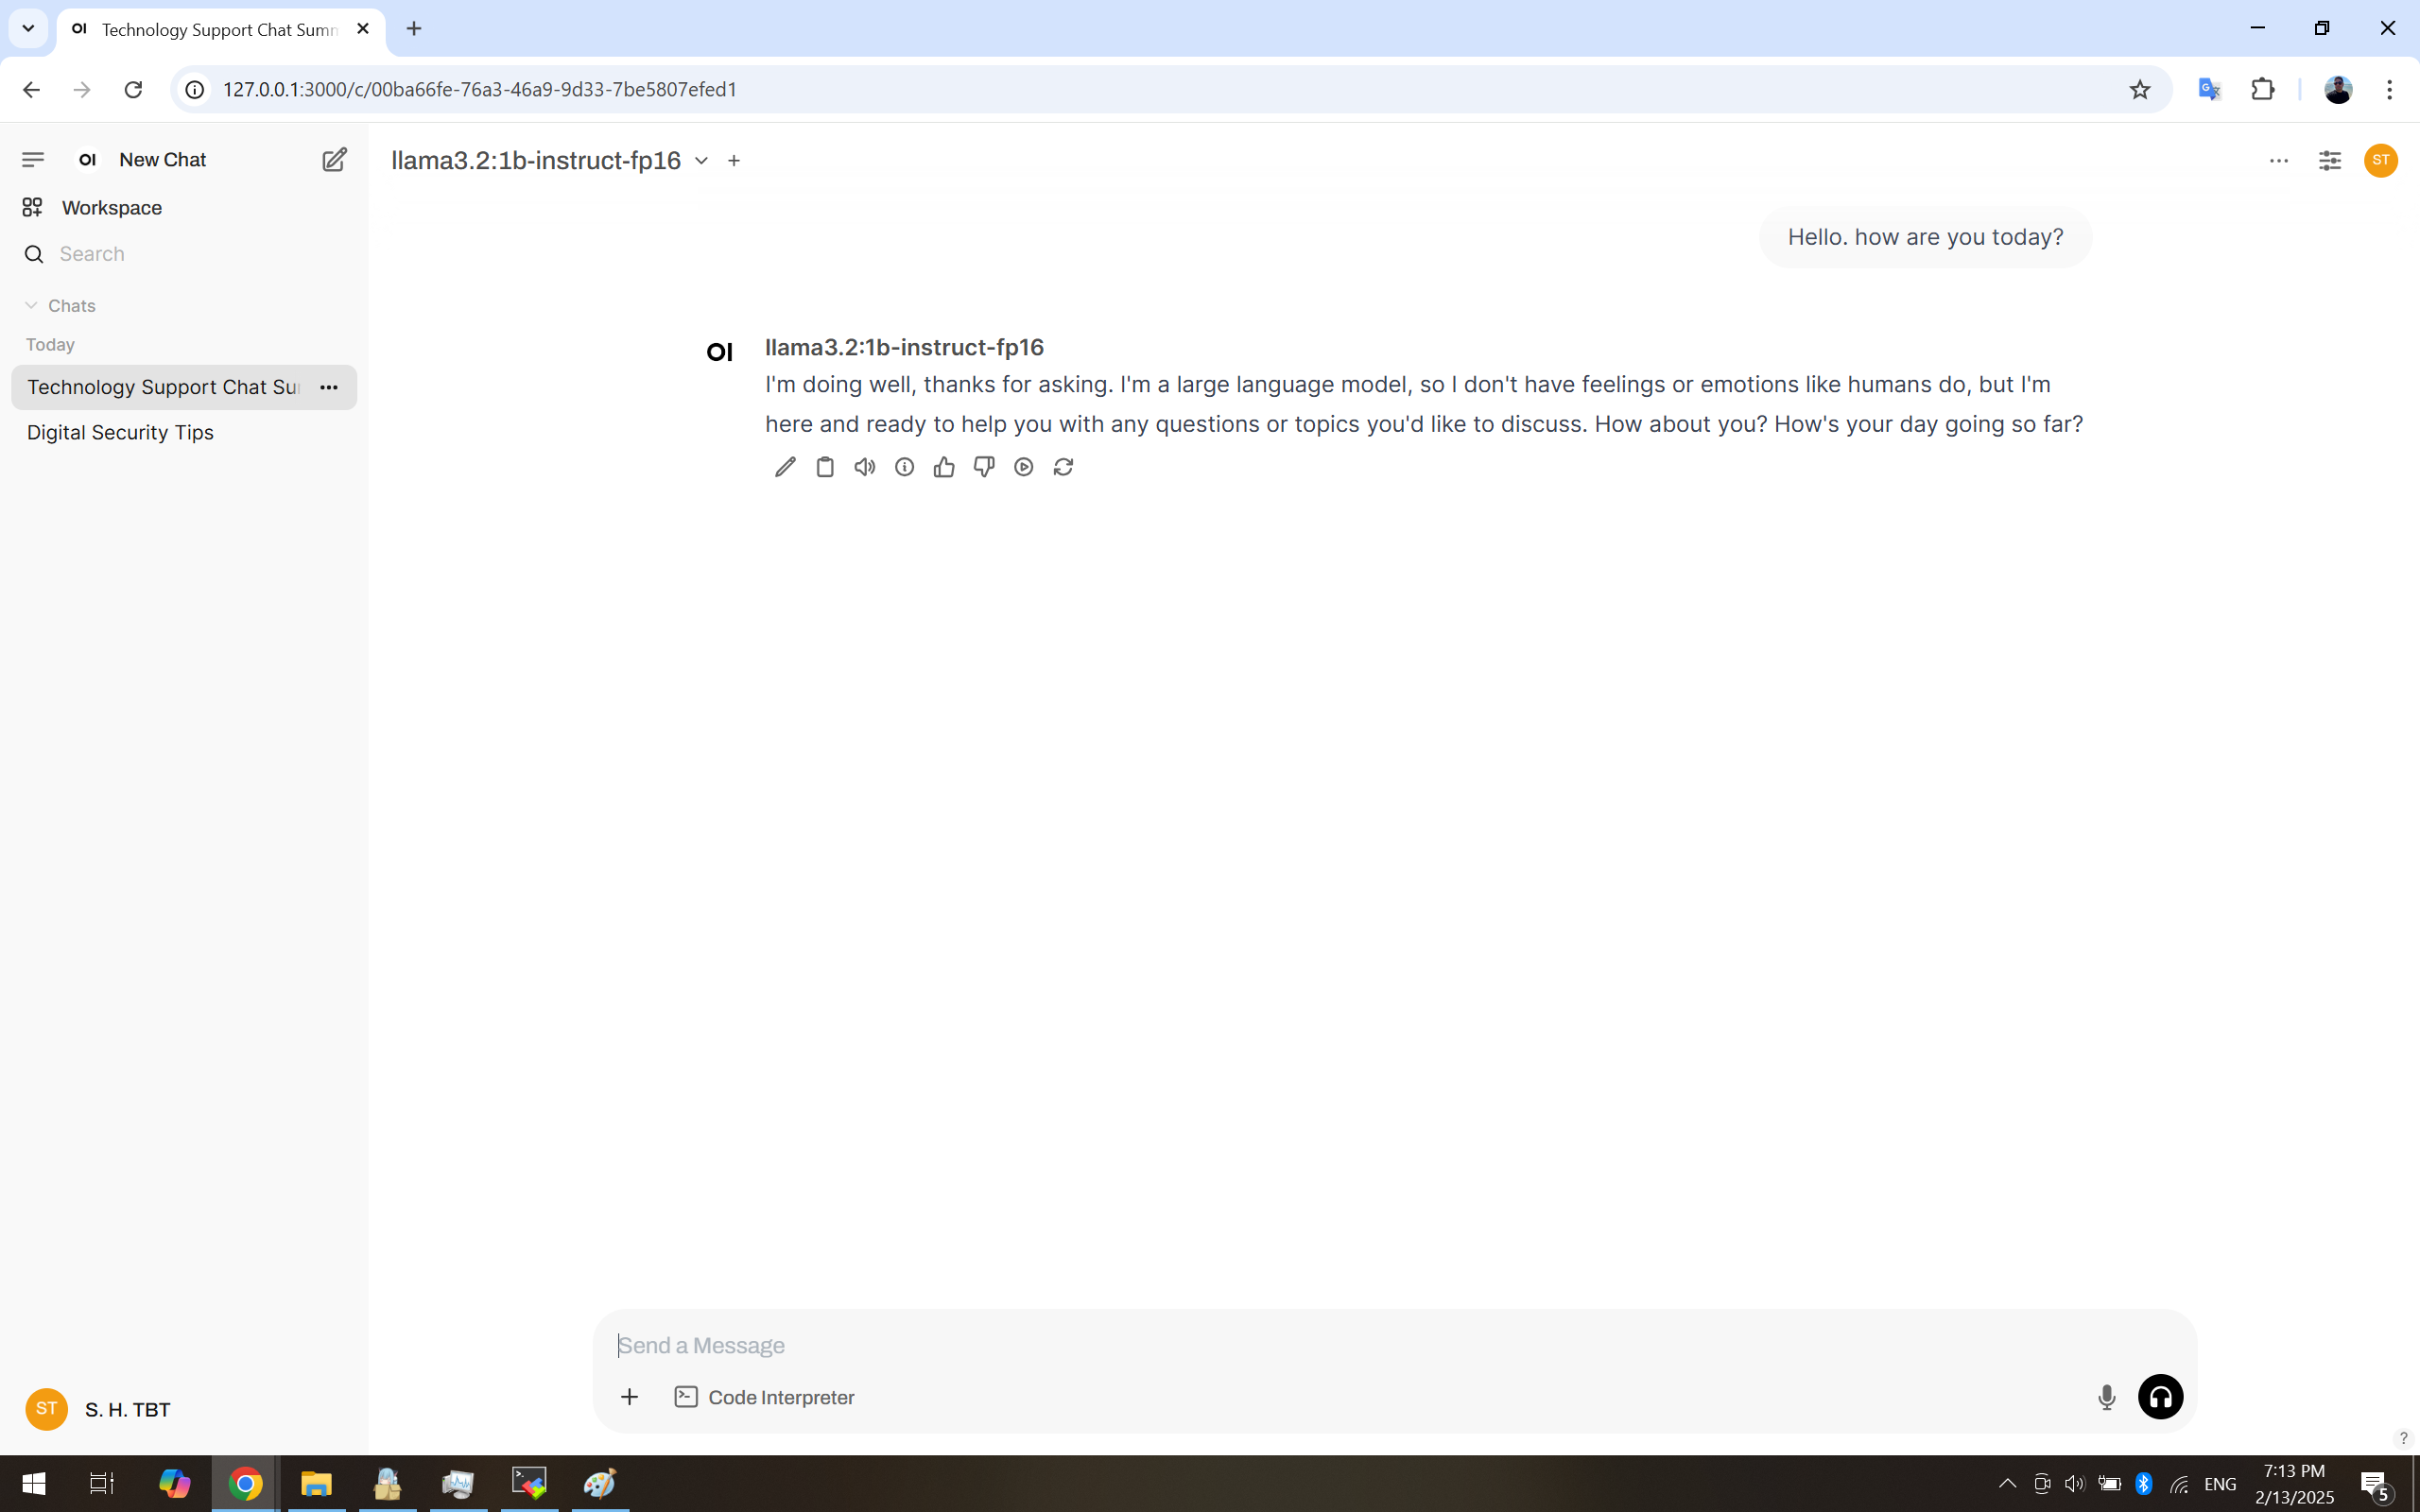 OI Technology Support Chat Sumn
127.0.0.1:3000/c/00ba66fe-76a3-46a9-9d33-7be5807efed1
OI New Chat
llama3.2:1b-instruct-fp16
ST
Workspace
Search
Hello. how are you today?
Chats
Today
Technology Support Chat Su
Digital Security Tips
OI llama3.2:1b-instruct-fp16
I'm doing well, thanks for asking. I'm a large language model, so I don't have feelings or emotions like humans do, but I'm
here and ready to help you with any questions or topics you'd like to discuss. How about you? How's your day going so far?
Send a Message
Code Interpreter
ST S. H. TBT
?
ENG
7:13 PM
2/13/2025
5